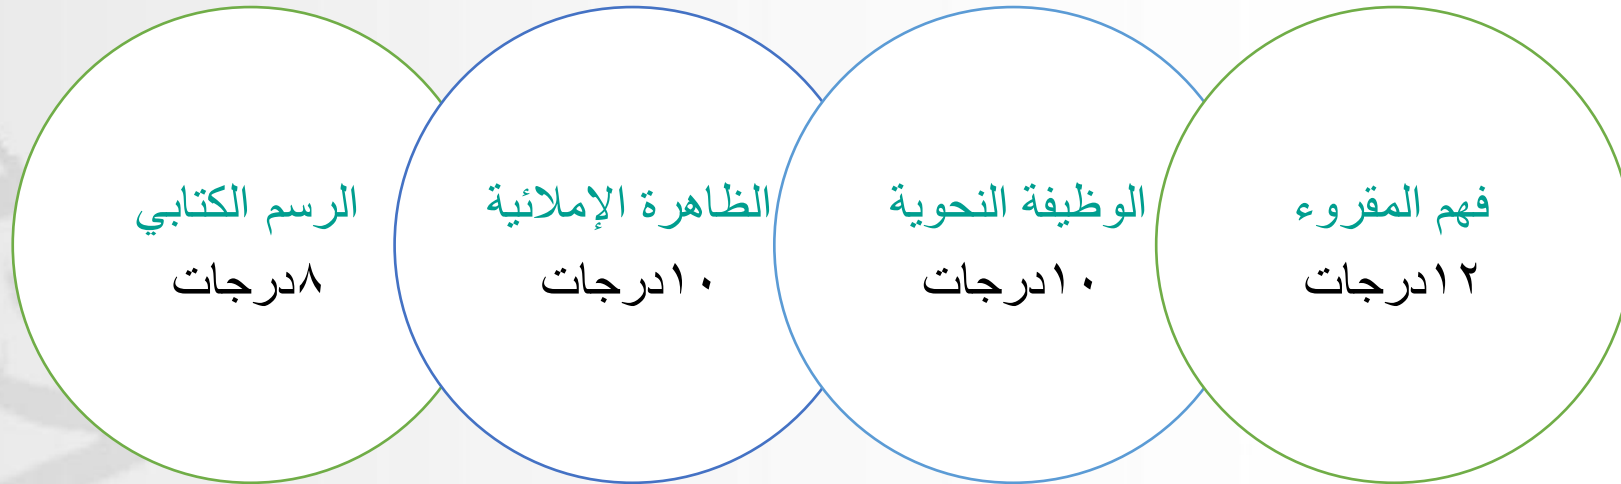 فهم المقروء
١٢درجات
الوظيفة النحوية
١٠درجات
الظاهرة الإملائية
١٠درجات
الرسم الكتابي
٨درجات